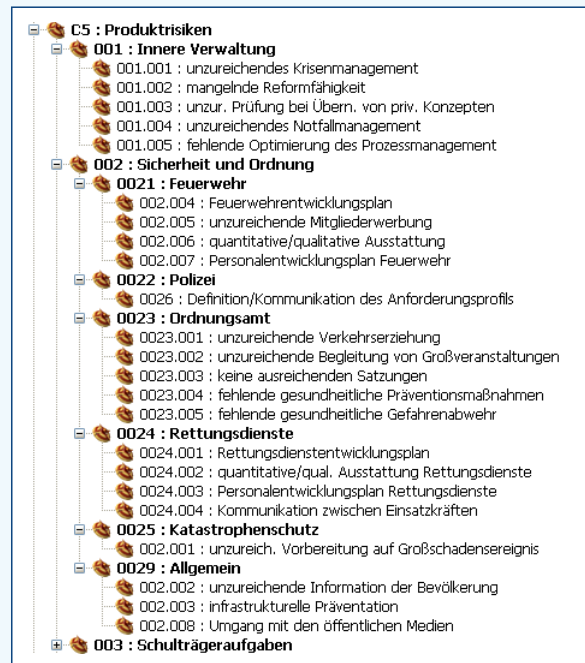 C5 : Produktrisiken
001 : Innere Verwaltung
001.001 : unzureichendes Krisenmanagement
001.002 : mangelnde Reformfähigkeit
001.003 : unzur. Prüfung bei Übern. von priv. Konzepten
001.004 : unzureichendes Notfallmanagement
001.005 : fehlende Optimierung des Prozessmanagement
002 : Sicherheit und Ordnung
0021 : Feuerwehr
002.004 : Feuerwehrentwicklungsplan
002.005 : unzureichende Mitgliederwerbung
002.006 : quantitative/qualitative Ausstattung
002.007 : Personalentwicklungsplan Feuerwehr
0022 : Polizei
0026 : Definition/Kommunikation des Anforderungsprofils
0023 : Ordnungsamt
0023.001 : unzureichende Verkehrserziehung
0023.002 : unzureichende Begleitung von Großveranstaltungen
0023.003 : keine ausreichenden Satzungen
0023.004 : fehlende gesundheitliche Präventionsmaßnahmen
0023.005 : fehlende gesundheitliche Gefahrenabwehr
0024 : Rettungsdienste
0024.001 : Rettungsdienstentwicklungsplan
0024.002 : quantitative/qual. Ausstattung Rettungsdienste
0024.003 : Personalentwicklungsplan Rettungsdienste
0024.004 : Kommunikation zwischen Einsatzkräften
0025 : Katastrophenschutz
002.001 : unzureich. Vorbereitung auf Großschadensereignis
0029 : Allgemein
002.002 : unzureichende Information der Bevölkerung
002.003 : infrastrukturelle Präventation
002.008 : Umgang mit den öffentlichen Medien
003 : Schulträgeraufgaben